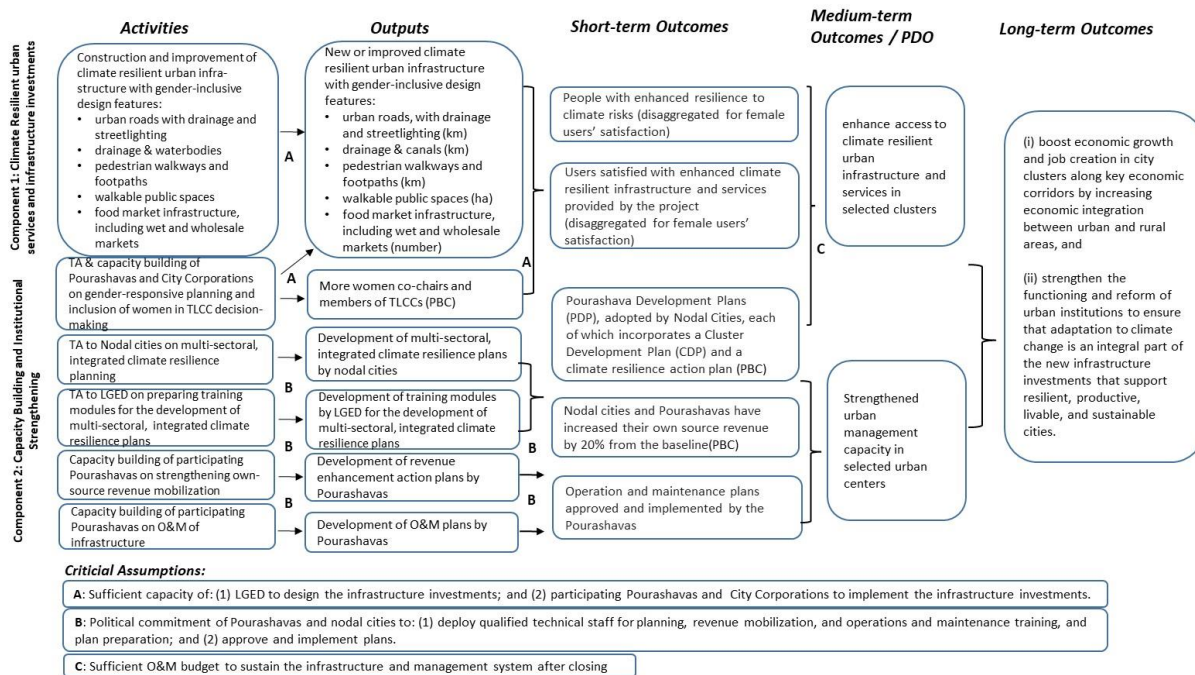 Activities
Outputs
Short-term Outcomes
Medium-term
Outcomes / PDO
Long-term Outcomes
Component 1: Climate Resilient urban
services and infrastructure investments
Construction and improvement of
climate resilient urban infra-
structure with gender-inclusive
design features:
• urban roads with drainage and
streetlighting
• drainage & waterbodies
• pedestrian walkways and
footpaths
• walkable public spaces
• food market infrastructure,
including wet and wholesale
markets
A
New or improved climate
resilient urban infrastructure
with gender-inclusive design
features:
• urban roads, with drainage
and streetlighting (km)
• drainage & canals (km)
• pedestrian walkways and
footpaths (km)
• walkable public spaces (ha)
• food market infrastructure,
including wet and wholesale
markets (number)
A
People with enhanced resilience to
climate risks (disaggregated for female
users' satisfaction)
Users satisfied with enhanced climate
resilient infrastructure and services
provided by the project
(disaggregated for female users'
satisfaction)
C
enhance access to
climate resilient
urban
infrastructure and
services in
selected clusters
(i) boost economic growth
and job creation in city
clusters along key economic
corridors by increasing
economic integration
between urban and rural
areas, and
(ii) strengthen the
functioning and reform of
urban institutions to ensure
that adaptation to climate
change is an integral part of
the new infrastructure
investments that support
resilient, productive,
livable, and sustainable
cities.
Component 2: Capacity Building and Institutional
Strengthening
TA & capacity building of
Pourashavas and City Corporations
on gender-responsive planning and
inclusion of women in TLCC decision-
making
A
More women co-chairs and
members of TLCCs (PBC)
TA to Nodal cities on multi-sectoral,
integrated climate resilience
planning
B
Development of multi-sectoral,
integrated climate resilience plans
by nodal cities
TA to LGED on preparing training
modules for the development of
multi-sectoral, integrated climate
resilience plans
B
Development of training modules
by LGED for the development of
multi-sectoral, integrated climate
resilience plans
B
Capacity building of participating
Pourashavas on strengthening own-
source revenue mobilization
B
Development of revenue
enhancement action plans by
Pourashavas
B
Capacity building of participating
Pourashavas on O&M of
infrastructure
Development of O&M plans by
Pourashavas
Pourashava Development Plans
(PDP), adopted by Nodal Cities, each
of which incorporates a Cluster
Development Plan (CDP) and a
climate resilience action plan (PBC)
Nodal cities and Pourashavas have
increased their own source revenue
by 20% from the baseline(PBC)
Operation and maintenance plans
approved and implemented by the
Pourashavas
Strengthened
urban
management
capacity in
selected urban
centers
Criticial Assumptions:
A: Sufficient capacity of: (1) LGED to design the infrastructure investments; and (2) participating Pourashavas and City Corporations to implement the infrastructure investments.
B: Political commitment of Pourashavas and nodal cities to: (1) deploy qualified technical staff for planning, revenue mobilization, and operations and maintenance training, and
plan preparation; and (2) approve and implement plans.
C: Sufficient O&M budget to sustain the infrastructure and management system after closing